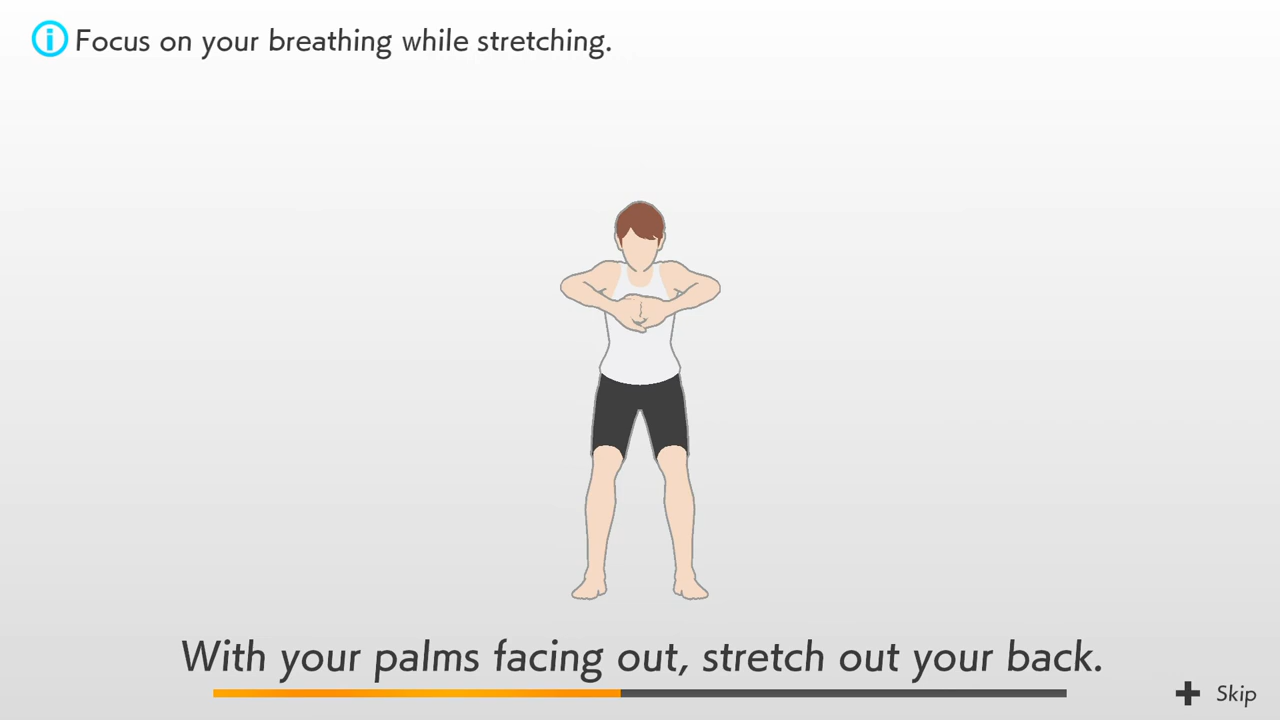 Focus on your breathing while stretching.
With your palms facing out, stretch out your back.
Skip